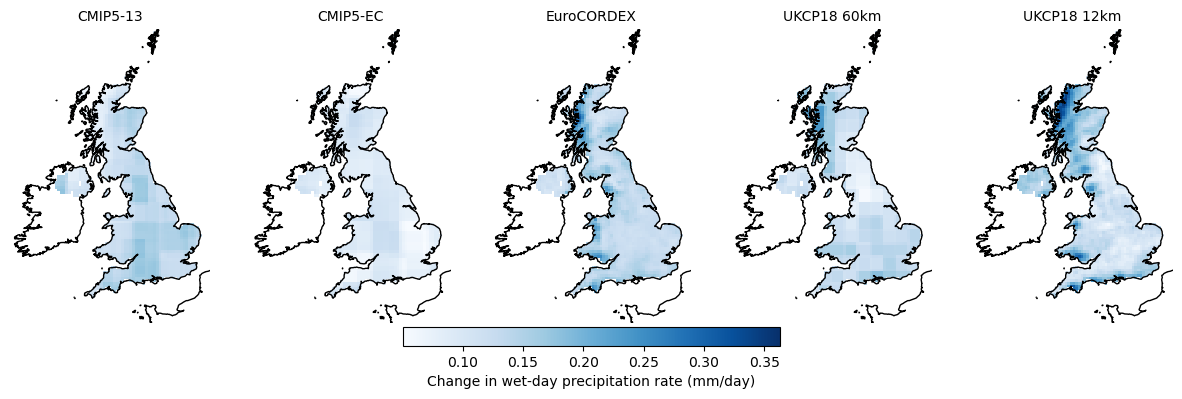 CMIP5-13
CMIP5-EC
EuroCORDEX
UKCP18 60km
UKCP18 12km
0.10 0.15 0.20 0.25 0.30 0.35
Change in wet-day precipitation rate (mm/day)